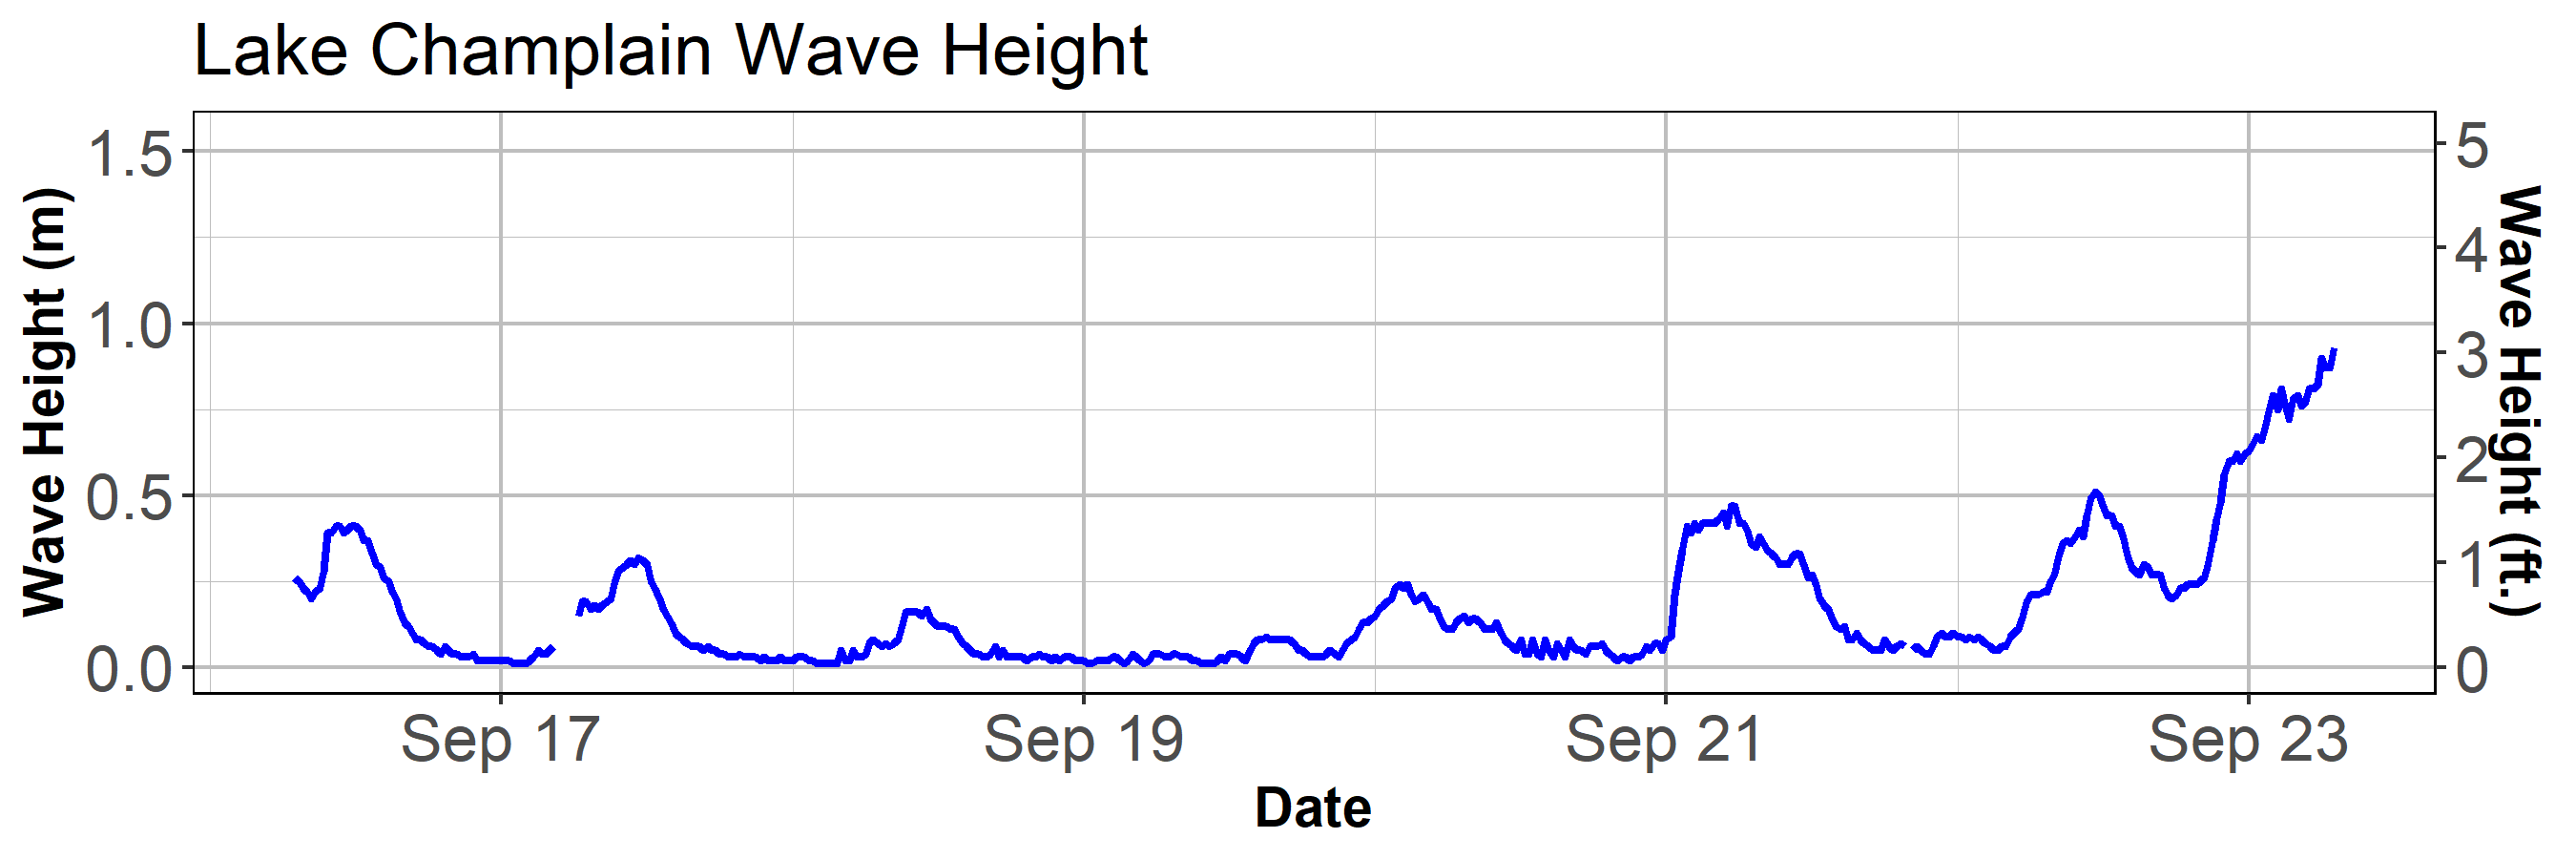 Lake Champlain Wave Height
Wave Height (m)
1.5
1.0
0.5
0.0
5
4
3
2
1
0
Wave Height (ft.)
Sep 17
Sep 19
Sep 21
Sep 23
Date